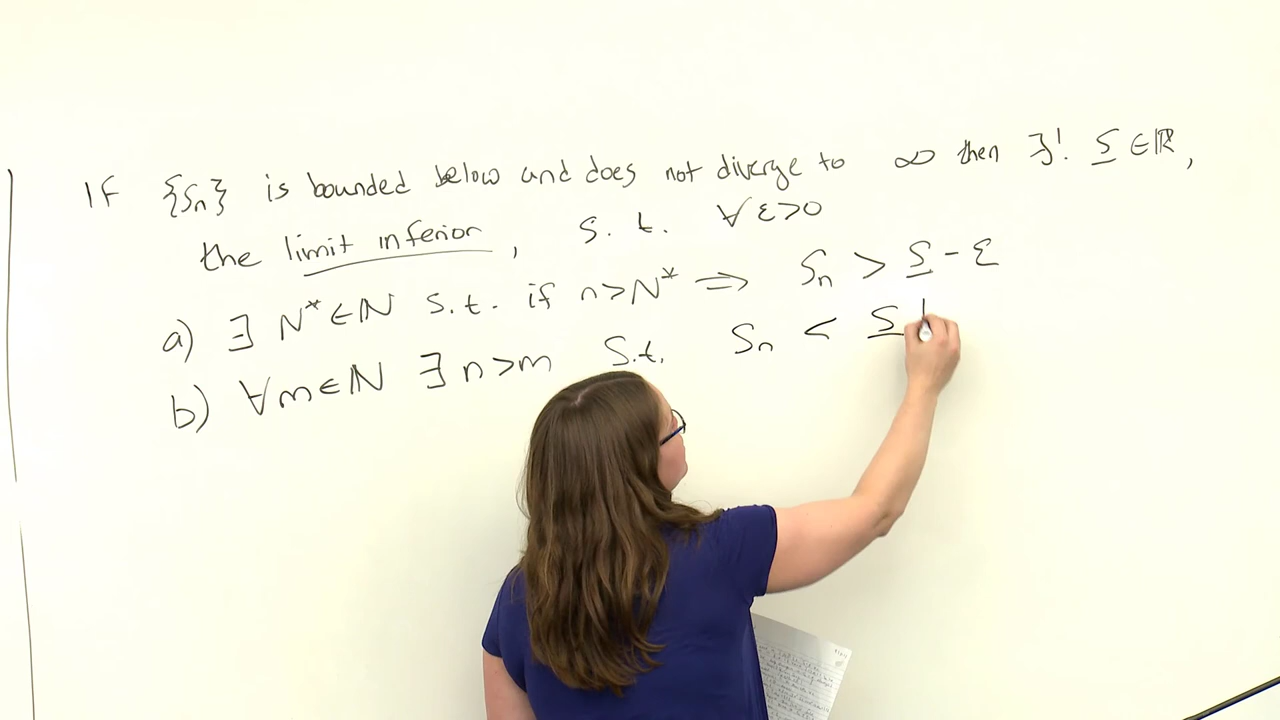 If {Sn} is bounded below and does not diverge to ∞ then ∃! S̲ ∈ ℝ,
the limit inferior, s.t. ∀ε>0
a) ∃ N* ∈ ℕ s.t. if n>N* ⇒ Sn > S̲ - ε
b) ∀m∈ℕ ∃ n>m s.t. Sn < S̲